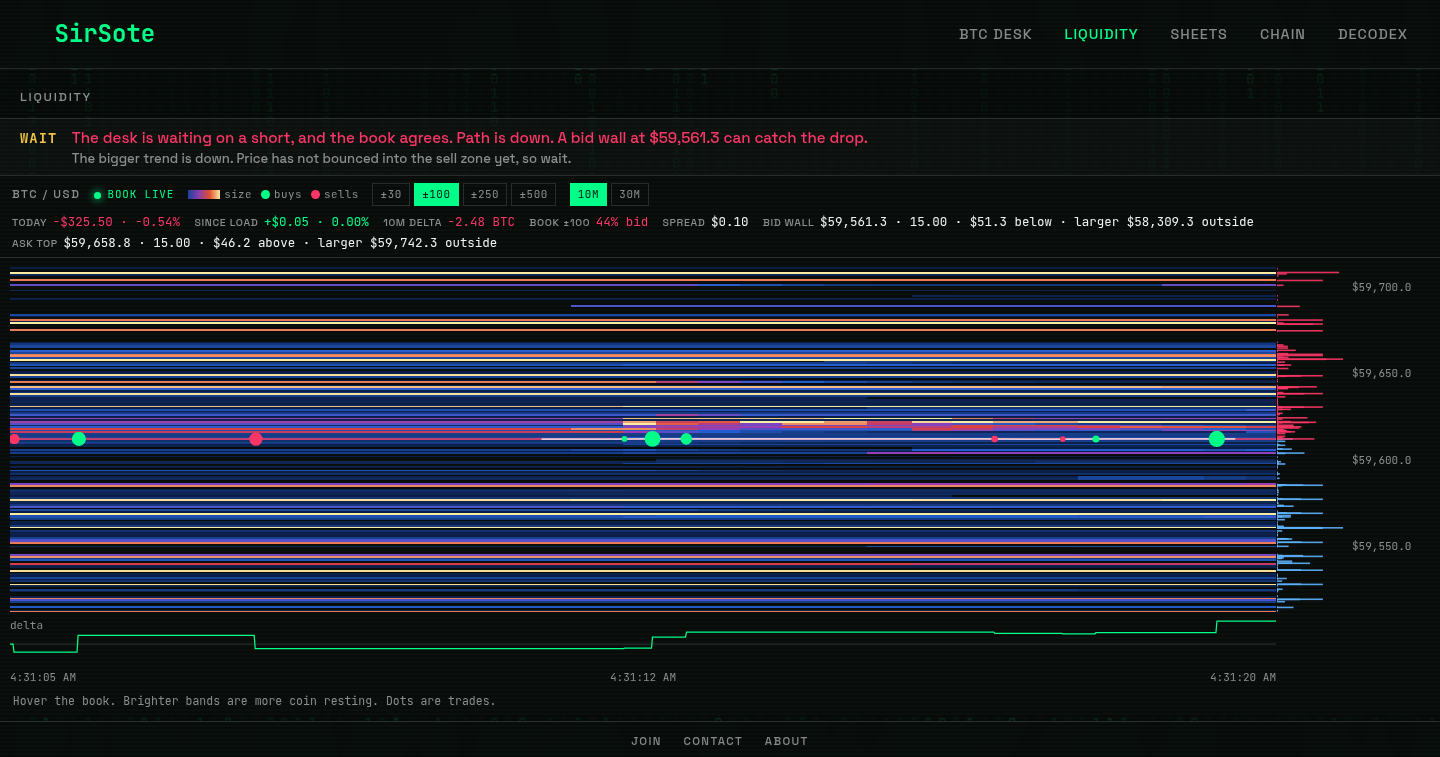 SirSote
BTC DESK LIQUIDITY SHEETS CHAIN DECODEX
LIQUIDITY
WAIT The desk is waiting on a short, and the book agrees. Path is down. A bid wall at $59,561.3 can catch the drop.
The bigger trend is down. Price has not bounced into the sell zone yet, so wait.
BTC / USD BOOK LIVE size buys sells ±30 ±100 ±250 ±500 10M 30M
TODAY -$325.50 · -0.54% SINCE LOAD +$0.05 · 0.00% 10M DELTA -2.48 BTC BOOK ±100 44% bid SPREAD $0.10 BID WALL $59,561.3 · 15.00 · $51.3 below · larger $58,309.3 outside
ASK TOP $59,658.8 · 15.00 · $46.2 above · larger $59,742.3 outside
$59,700.0
$59,650.0
$59,600.0
$59,550.0
delta
4:31:05 AM 4:31:12 AM 4:31:20 AM
Hover the book. Brighter bands are more coin resting. Dots are trades.
JOIN CONTACT ABOUT